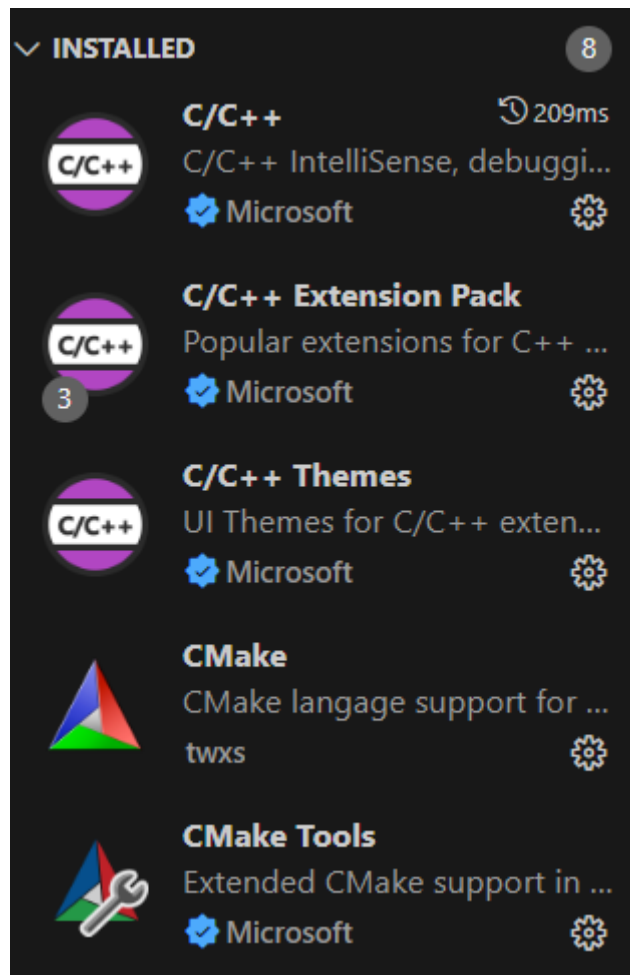 INSTALLED 8
C/C++ 209ms
C/C++
C/C++ IntelliSense, debuggi...
Microsoft
C/C++ Extension Pack
C/C++
Popular extensions for C++ ...
3
Microsoft
C/C++ Themes
C/C++
UI Themes for C/C++ exten...
Microsoft
CMake
CMake langage support for ...
twxs
CMake Tools
Extended CMake support in ...
Microsoft